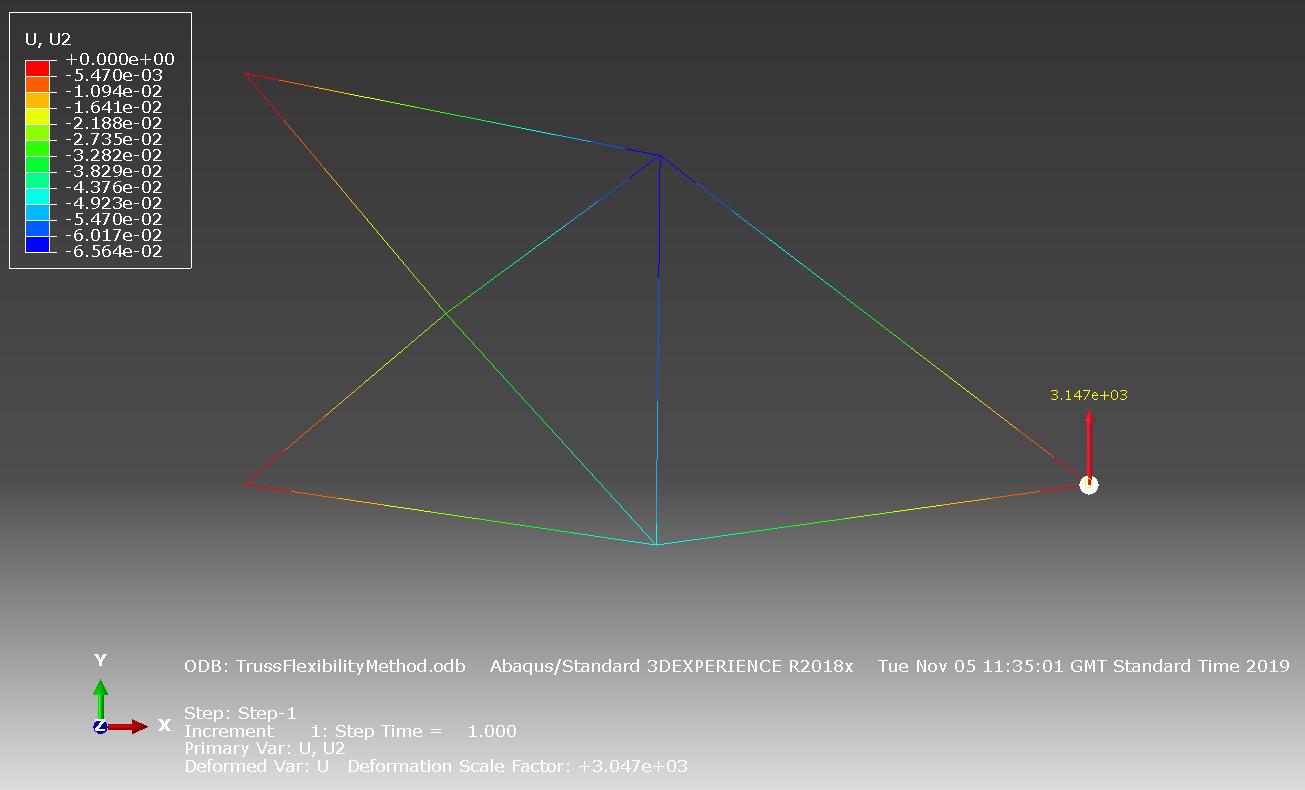 U, U2
+0.000e+00
-5.470e-03
-1.094e-02
-1.641e-02
-2.188e-02
-2.735e-02
-3.282e-02
-3.829e-02
-4.376e-02
-4.923e-02
-5.470e-02
-6.017e-02
-6.564e-02
3.147e+03
Y
X
Z
ODB: TrussFlexibilityMethod.odb Abaqus/Standard 3DEXPERIENCE R2018x Tue Nov 05 11:35:01 GMT Standard Time 2019
Step: Step-1
Increment 1: Step Time = 1.000
Primary Var: U, U2
Deformed Var: U Deformation Scale Factor: +3.047e+03